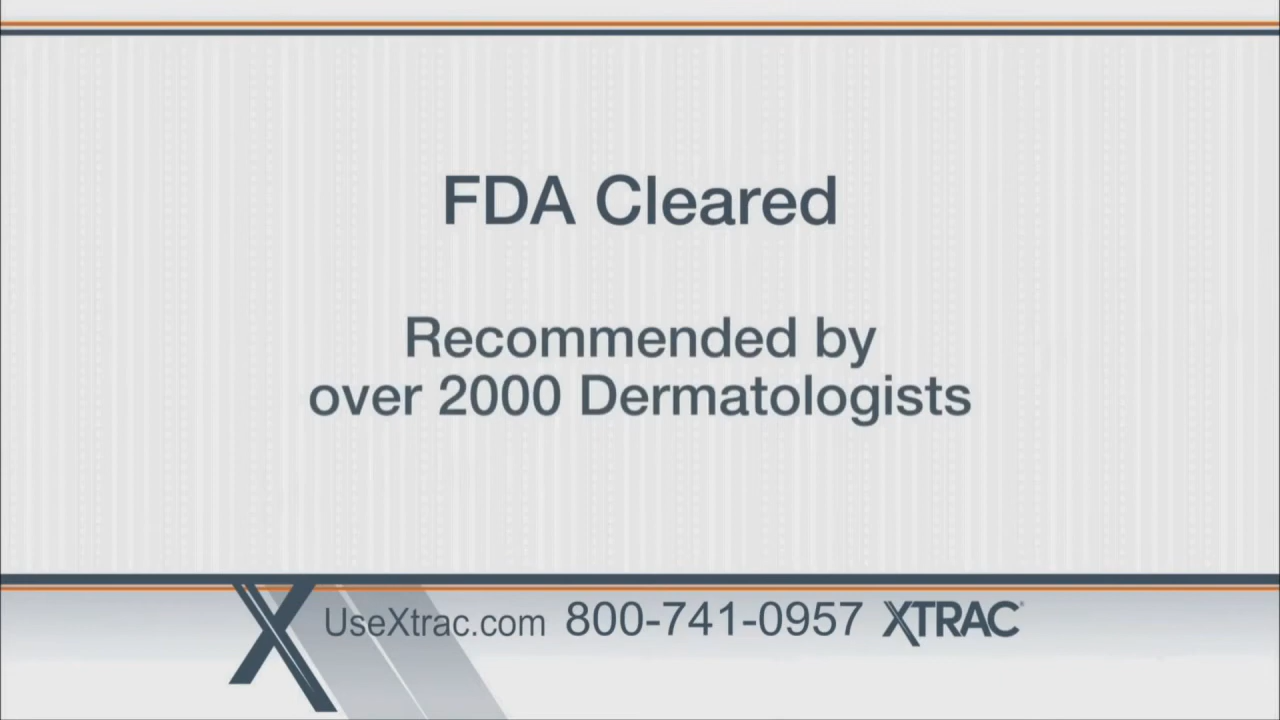 FDA Cleared
Recommended by
over 2000 Dermatologists
UseXtrac.com 800-741-0957 XTRAC®